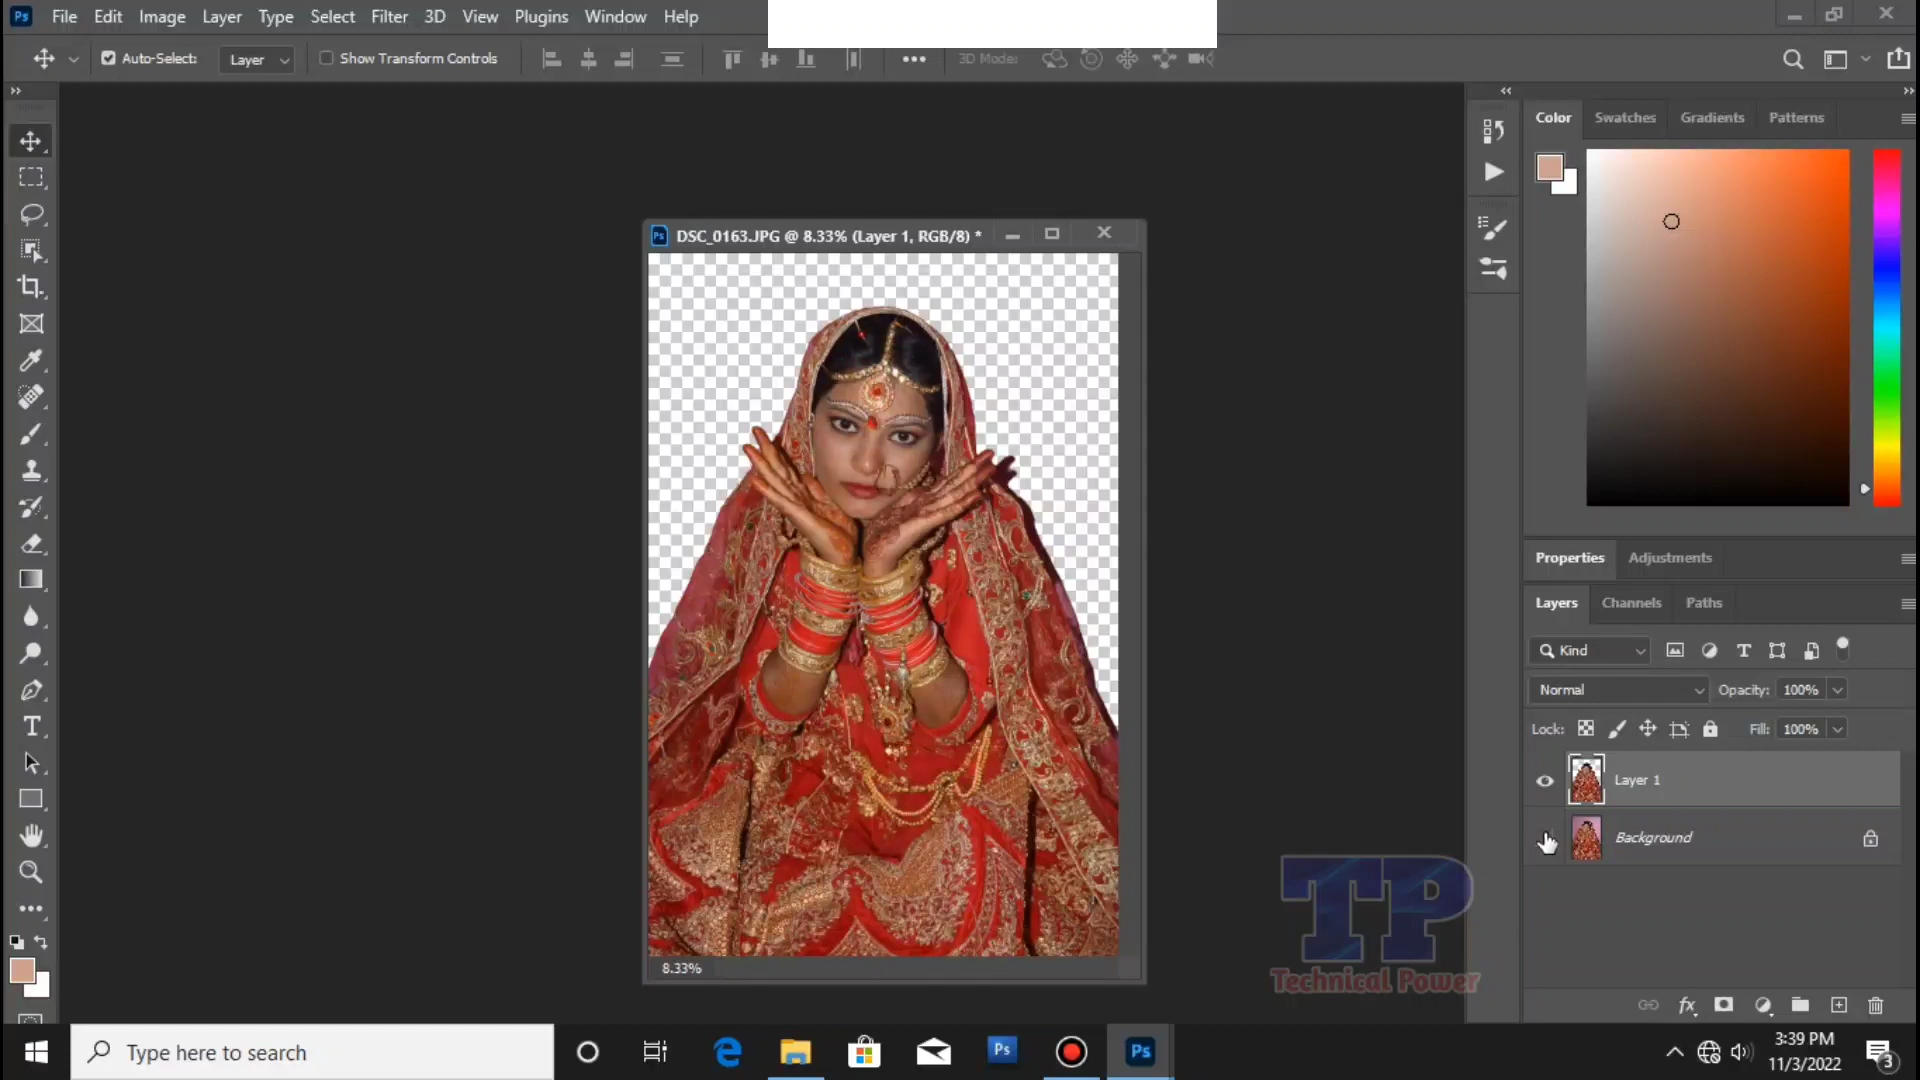 File Edit Image Layer Type Select Filter 3D View Plugins Window Help
Auto-Select: Layer Show Transform Controls 3D Mode:
Color Swatches Gradients Patterns
DSC_0163.JPG @ 8.33% (Layer 1, RGB/8) *
Properties Adjustments
Layers Channels Paths
Kind
Normal Opacity: 100%
Lock: Fill: 100%
Layer 1
Background
8.33%
TP
Technical Power
fx
Type here to search
3:39 PM
11/3/2022
3